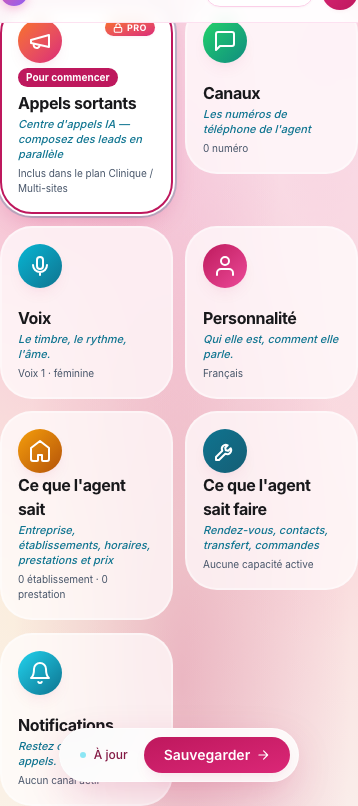 PRO
Pour commencer
Appels sortants
Centre d'appels IA —
composez des leads en
parallèle
Inclus dans le plan Clinique /
Multi-sites
Canaux
Les numéros de
téléphone de l'agent
0 numéro
Voix
Le timbre, le rythme,
l'âme.
Voix 1 · féminine
Personnalité
Qui elle est, comment elle
parle.
Français
Ce que l'agent
sait
Entreprise,
établissements, horaires,
prestations et prix
0 établissement · 0
prestation
Ce que l'agent
sait faire
Rendez-vous, contacts,
transfert, commandes
Aucune capacité active
Notifications
Restez
appels.
Aucun canal actif
À jour
Sauvegarder →